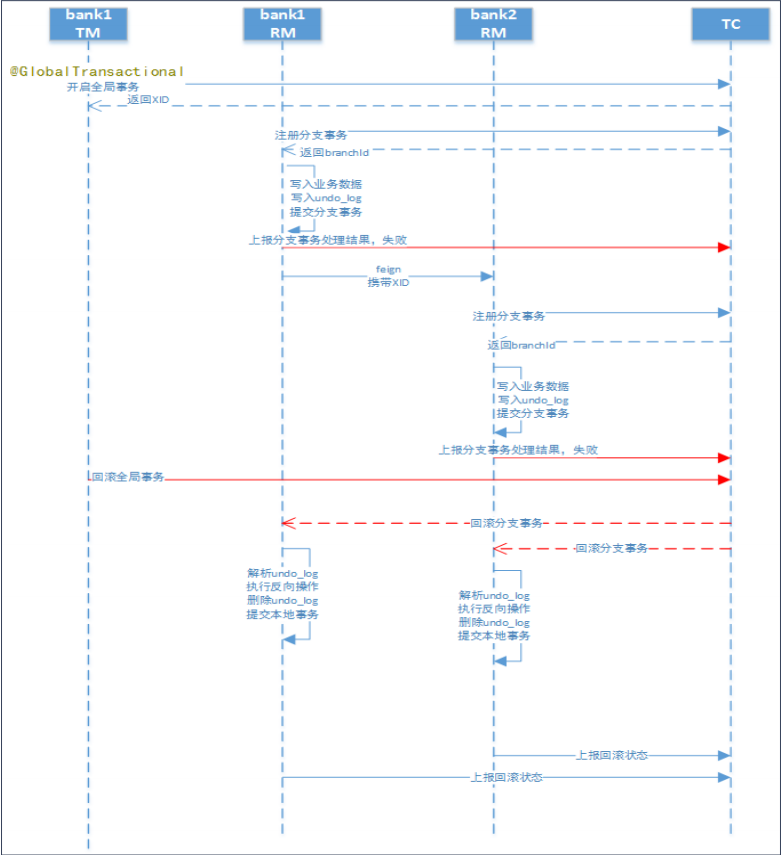 bank1
TM
bank1
RM
bank2
RM
TC
@GlobalTransactional
开启全局事务
返回XID
注册分支事务
返回branchId
写入业务数据
写入undo_log
提交分支事务
上报分支事务处理结果，失败
feign
携带XID
注册分支事务
返回branchId
写入业务数据
写入undo_log
提交分支事务
上报分支事务处理结果，失败
回滚全局事务
回滚分支事务
回滚分支事务
解析undo_log
执行反向操作
删除undo_log
提交本地事务
解析undo_log
执行反向操作
删除undo_log
提交本地事务
上报回滚状态
上报回滚状态